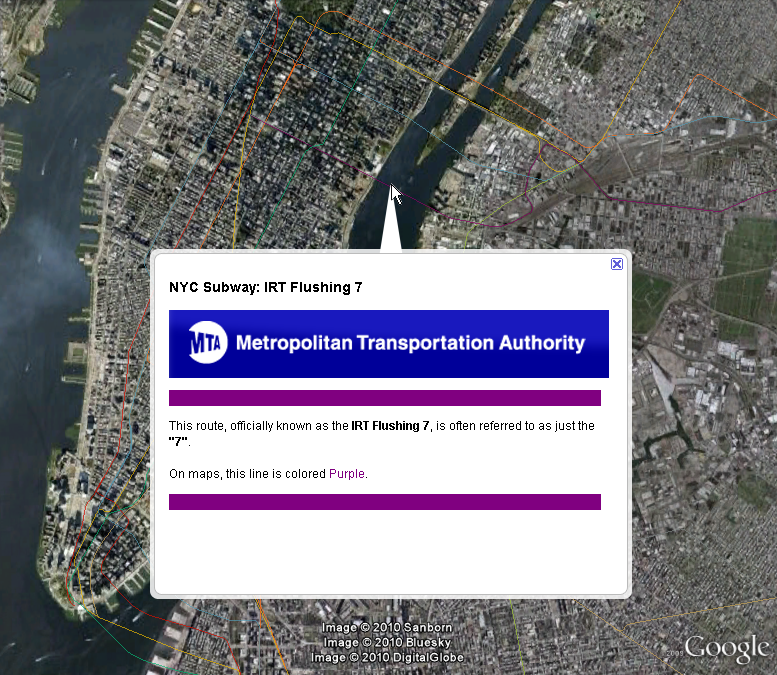 NYC Subway: IRT Flushing 7
MTA Metropolitan Transportation Authority
This route, officially known as the IRT Flushing 7, is often referred to as just the
"7".
On maps, this line is colored Purple.
Image © 2010 Sanborn
Image © 2010 Bluesky
Image © 2010 DigitalGlobe
©2009 Google